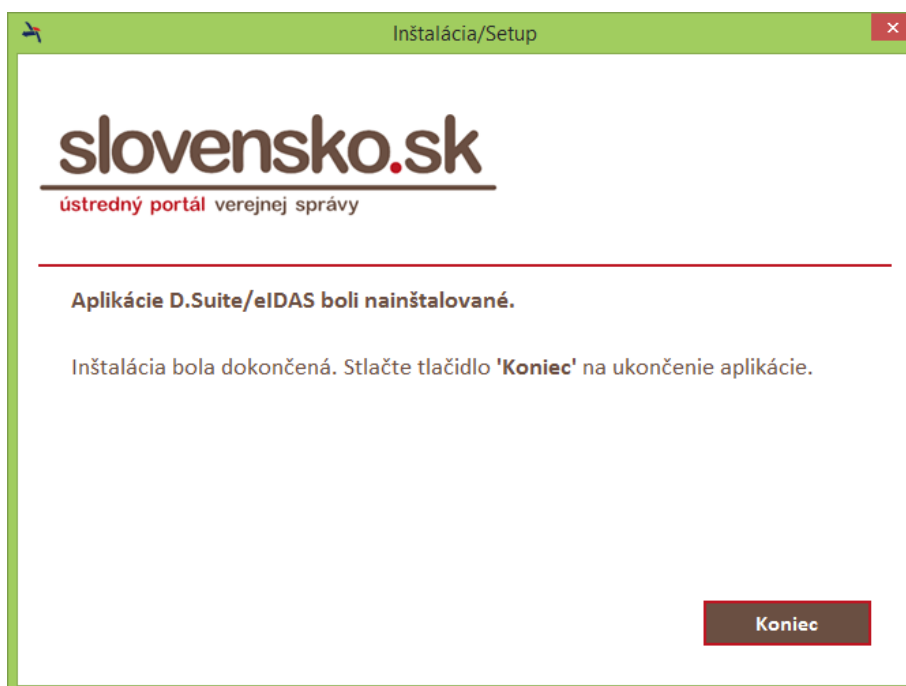 Inštalácia/Setup
slovensko.sk
ústredný portál verejnej správy
Aplikácie D.Suite/eIDAS boli nainštalované.
Inštalácia bola dokončená. Stlačte tlačidlo 'Koniec' na ukončenie aplikácie.
Koniec